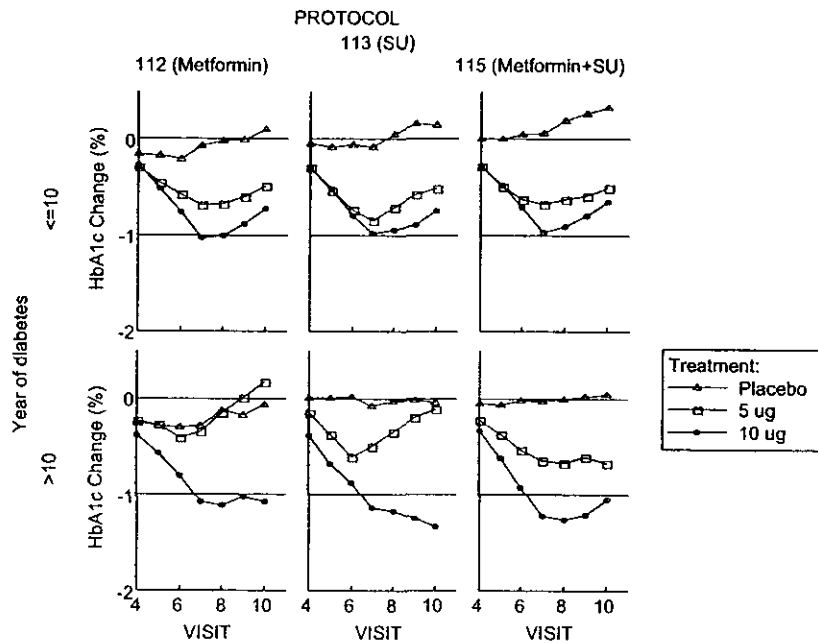 PROTOCOL
113 (SU)
112 (Metformin)
115 (Metformin+SU)
Year of diabetes
<=10
HbA1c Change (%)
0
-1
-2
>10
HbA1c Change (%)
0
-1
-2
4 6 8 10
VISIT
4 6 8 10
VISIT
4 6 8 10
VISIT
Treatment:
Placebo
5 ug
10 ug